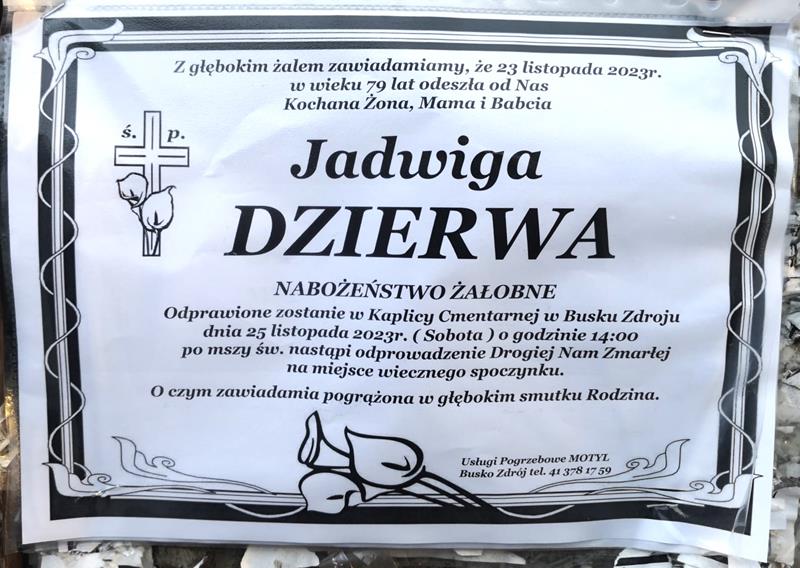 Z głębokim żalem zawiadamiamy, że 23 listopada 2023r.
w wieku 79 lat odeszła od Nas
Kochana Żona, Mama i Babcia
ś. p.
Jadwiga
DZIERWA
NABOŻEŃSTWO ŻAŁOBNE
Odprawione zostanie w Kaplicy Cmentarnej w Busku Zdroju
dnia 25 listopada 2023r. ( Sobota ) o godzinie 14:00
po mszy św. nastąpi odprowadzenie Drogiej Nam Zmarłej
na miejsce wiecznego spoczynku.
O czym zawiadamia pogrążona w głębokim smutku Rodzina.
Usługi Pogrzebowe MOTYL
Busko Zdrój tel. 41 378 17 59